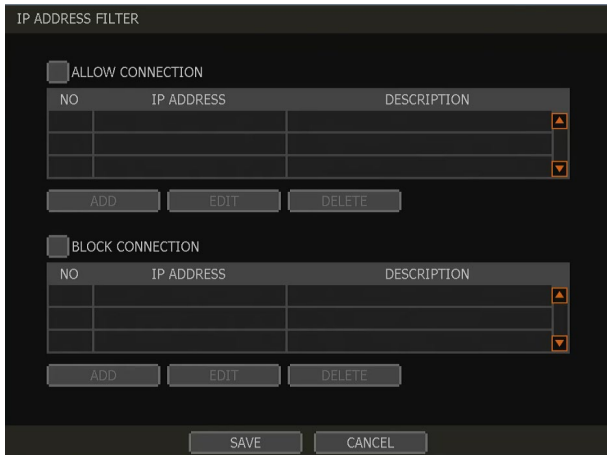 IP ADDRESS FILTER
ALLOW CONNECTION
NO IP ADDRESS DESCRIPTION
ADD EDIT DELETE
BLOCK CONNECTION
NO IP ADDRESS DESCRIPTION
ADD EDIT DELETE
SAVE CANCEL